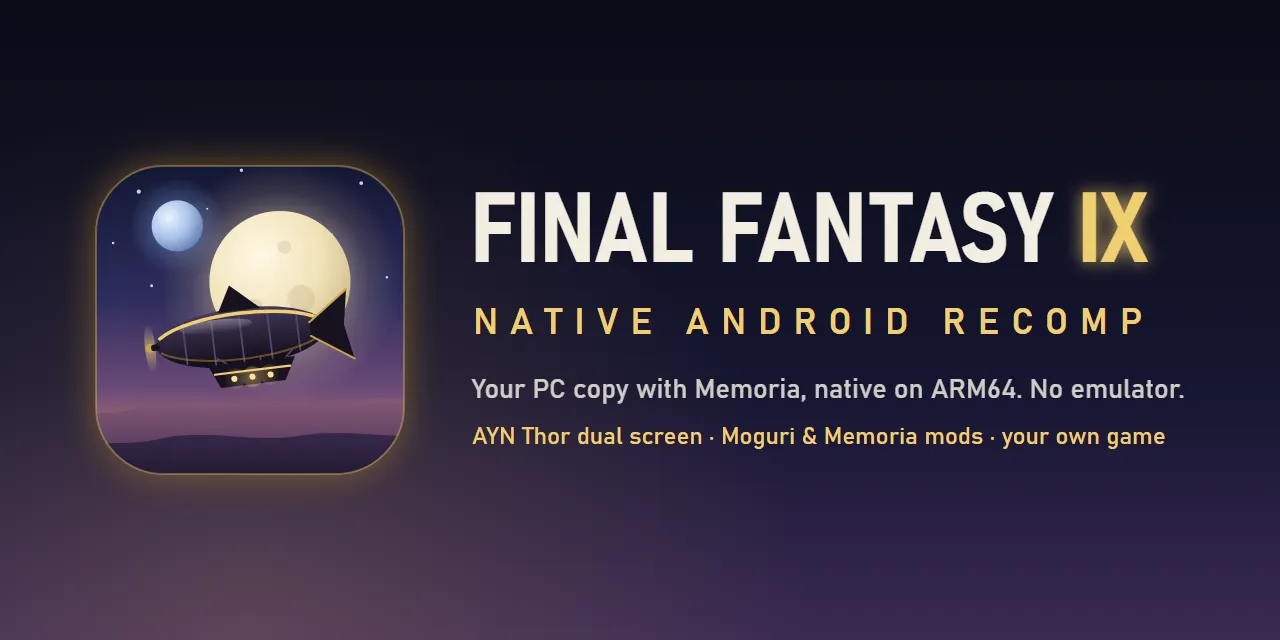 FINAL FANTASY IX
NATIVE ANDROID RECOMP
Your PC copy with Memoria, native on ARM64. No emulator.
AYN Thor dual screen · Moguri & Memoria mods · your own game